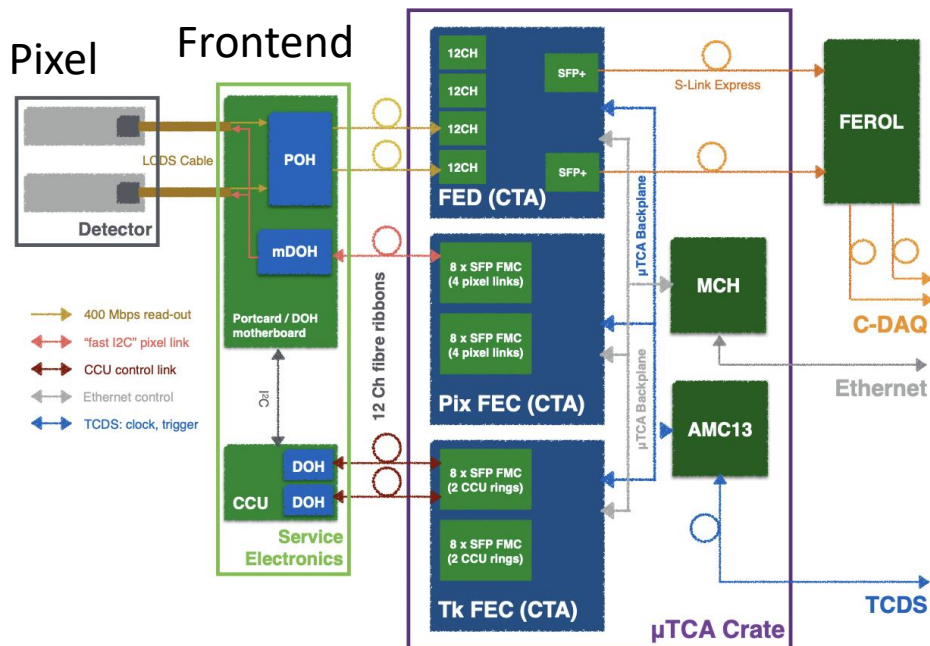 Pixel
Frontend
Detector
LCDS Cable
POH
mDOH
Portcard / DOH
motherboard
I²C
CCU
DOH
DOH
Service
Electronics
400 Mbps read-out
"fast I2C" pixel link
CCU control link
Ethernet control
TCDS: clock, trigger
12 Ch fibre ribbons
12CH
12CH
12CH
12CH
SFP+
SFP+
FED (CTA)
8 x SFP FMC
(4 pixel links)
8 x SFP FMC
(4 pixel links)
Pix FEC (CTA)
8 x SFP FMC
(2 CCU rings)
8 x SFP FMC
(2 CCU rings)
Tk FEC (CTA)
µTCA Backplane
µTCA Backplane
S-Link Express
MCH
AMC13
µTCA Crate
FEROL
C-DAQ
Ethernet
TCDS